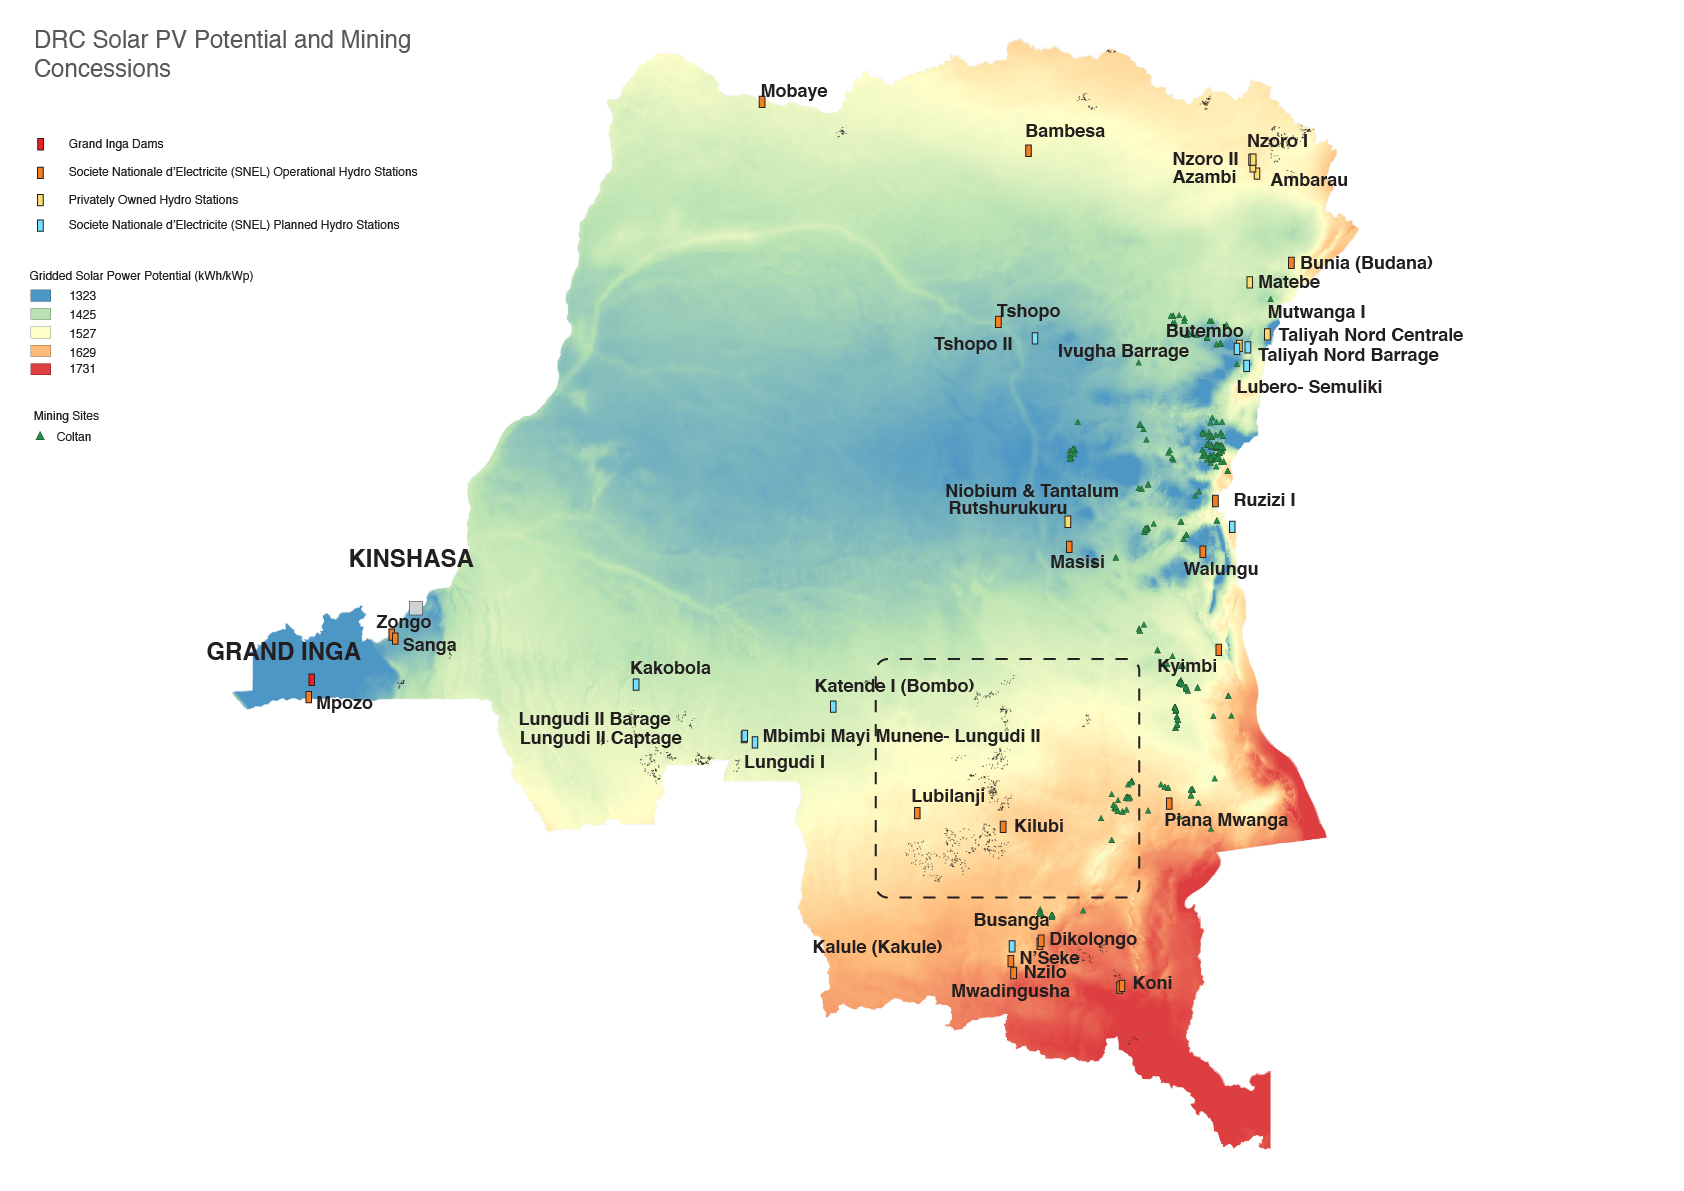 DRC Solar PV Potential and Mining
Concessions
Grand Inga Dams
Societe Nationale d'Electricite (SNEL) Operational Hydro Stations
Privately Owned Hydro Stations
Societe Nationale d'Electricite (SNEL) Planned Hydro Stations
Gridded Solar Power Potential (kWh/kWp)
1323
1425
1527
1629
1731
Mining Sites
Coltan
Mobaye
Bambesa
Nzoro I
Nzoro II
Azambi
Ambarau
Bunia (Budana)
Matebe
Mutwanga I
Tshopo
Tshopo II
Butembo
Taliyah Nord Centrale
Ivugha Barrage
Taliyah Nord Barrage
Lubero- Semuliki
Niobium & Tantalum
Rutshurukuru
Ruzizi I
Masisi
Walungu
KINSHASA
Zongo
Sanga
GRAND INGA
Mpozo
Kyimbi
Kakobola
Katende I (Bombo)
Lungudi II Barage
Lungudi II Captage
Mbimbi Mayi Munene- Lungudi II
Lungudi I
Lubilanji
Kilubi
Piana Mwanga
Busanga
Dikolongo
Kalule (Kakule)
N'Seke
Nzilo
Mwadingusha
Koni